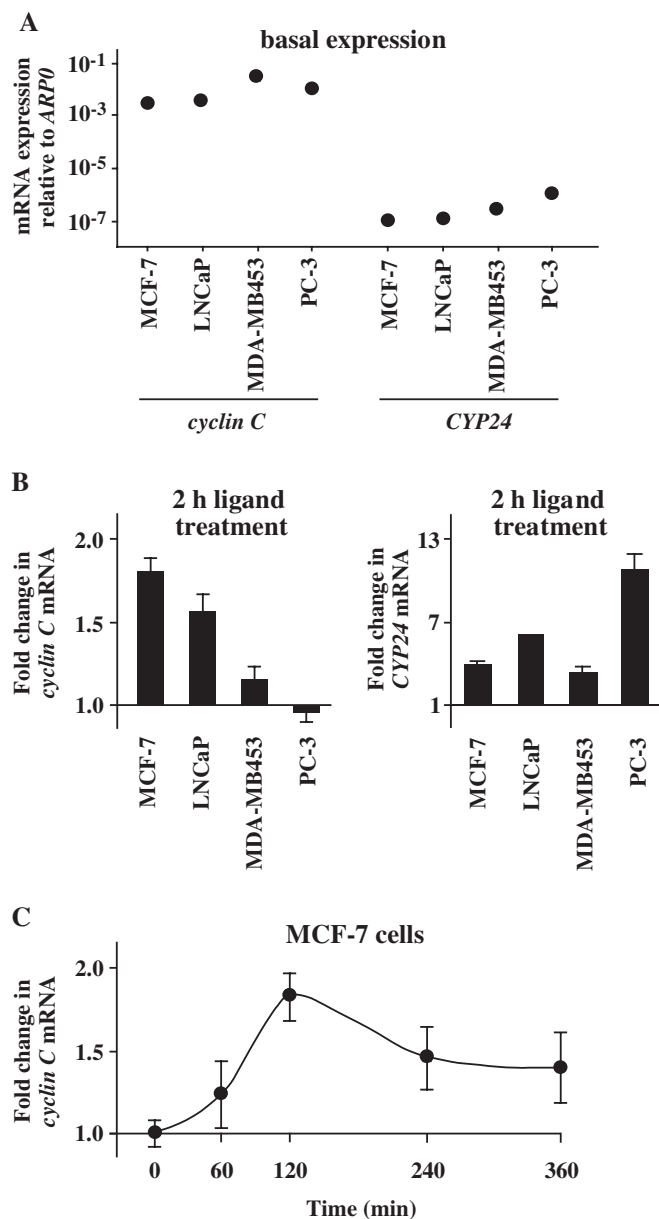 A
basal expression
mRNA expression
relative to ARP0
10-1
10-3
10-5
10-7
MCF-7
LNCaP
MDA-MB453
PC-3
MCF-7
LNCaP
MDA-MB453
PC-3
cyclin C
CYP24
B
2 h ligand
treatment
Fold change in
cyclin C mRNA
2.0
1.5
1.0
MCF-7
LNCaP
MDA-MB453
PC-3
2 h ligand
treatment
Fold change in
CYP24 mRNA
13
7
1
MCF-7
LNCaP
MDA-MB453
PC-3
C
MCF-7 cells
Fold change in
cyclin C mRNA
2.0
1.5
1.0
0 60 120 240 360
Time (min)